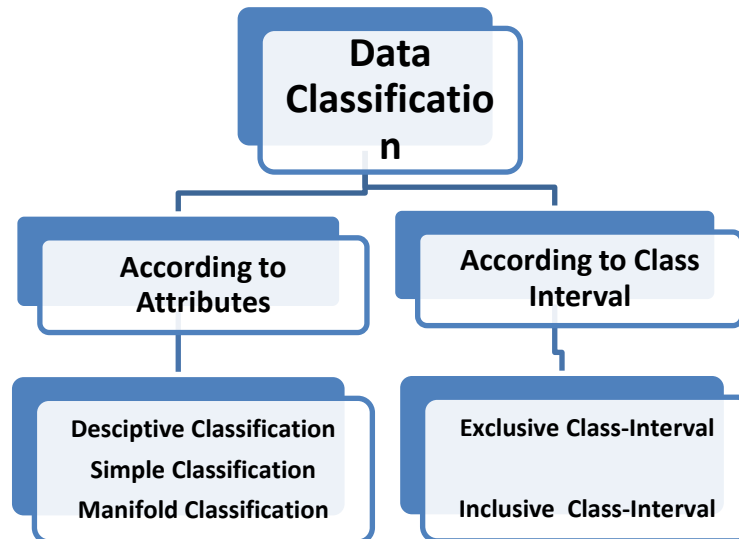 Data
Classificatio
n
According to
Attributes
According to Class
Interval
Desciptive Classification
Simple Classification
Manifold Classification
Exclusive Class-Interval
Inclusive Class-Interval